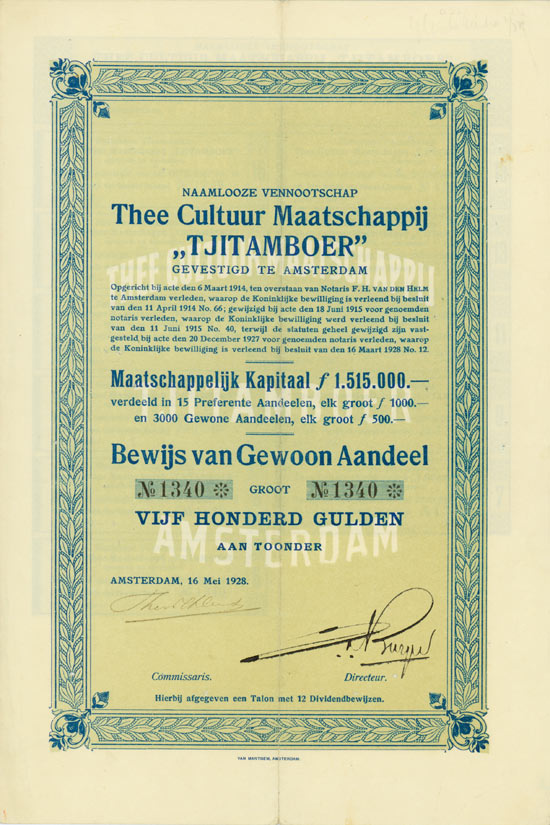 NAAMLOOZE VENNOOTSCHAP
Thee Cultuur Maatschappij
„TJITAMBOER”
GEVESTIGD TE AMSTERDAM
Opgericht bij acte den 6 Maart 1914, ten overstaan van Notaris F. H. VAN DEN HELM
te Amsterdam verleden, waarop de Koninklijke bewilliging is verleend bij besluit
van den 11 April 1914 No. 66; gewijzigd bij acte den 18 Juni 1915 voor genoemden
notaris verleden, waarop de Koninklijke bewilliging werd verleend bij besluit
van den 11 Juni 1915 No. 40, terwijl de statuten geheel gewijzigd zijn vast-
gesteld bij acte den 20 December 1927 voor genoemden notaris verleden, waarop
de Koninklijke bewilliging is verleend bij besluit van den 16 Maart 1928 No. 12.
Maatschappelijk Kapitaal ƒ 1.515.000.—
verdeeld in 15 Preferente Aandeelen, elk groot ƒ 1000.—
en 3000 Gewone Aandeelen, elk groot ƒ 500.—
Bewijs van Gewoon Aandeel
№ 1340 GROOT № 1340
VIJF HONDERD GULDEN
AAN TOONDER
THEE CULTUUR MAATSCHAPPIJ
TJITAMBOER
AMSTERDAM
AMSTERDAM, 16 Mei 1928.
Commissaris. Directeur.
Hierbij afgegeven een Talon met 12 Dividendbewijzen.
VAN MANTGEM, AMSTERDAM.